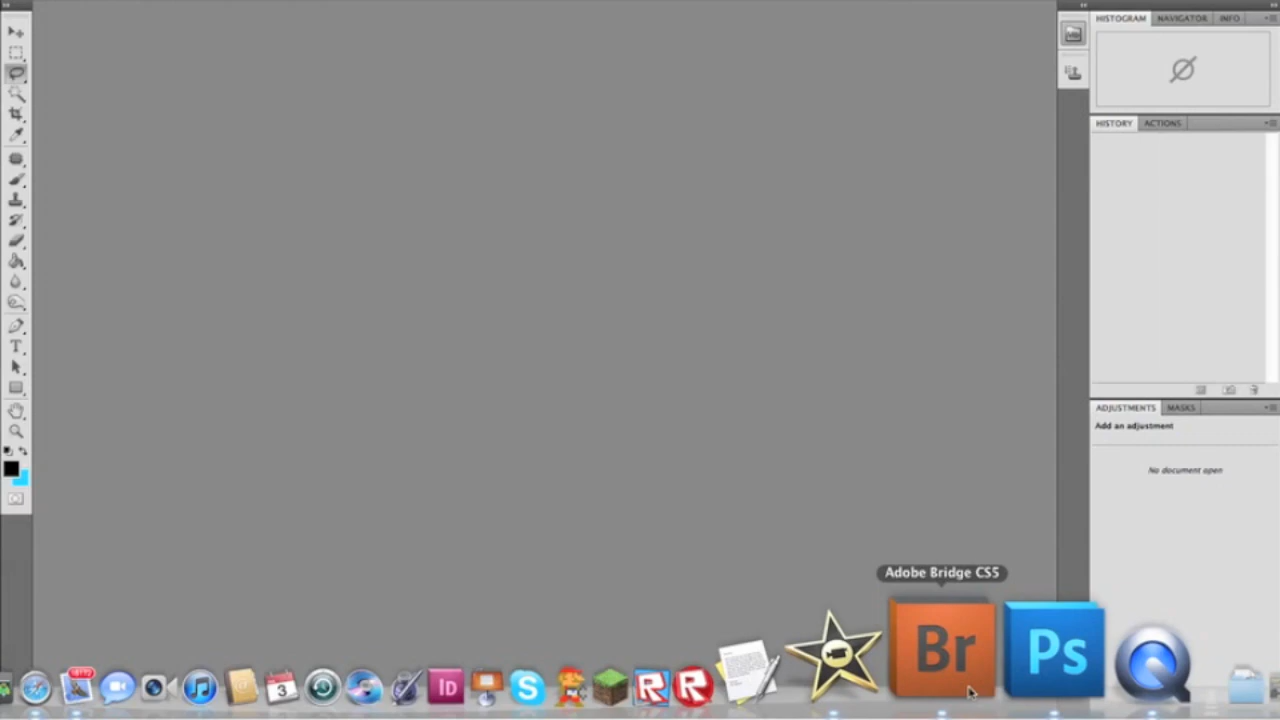 HISTOGRAM NAVIGATOR INFO
HISTORY ACTIONS
ADJUSTMENTS MASKS
Add an adjustment
No document open
T
Adobe Bridge CS5
Br
Ps
ID
3